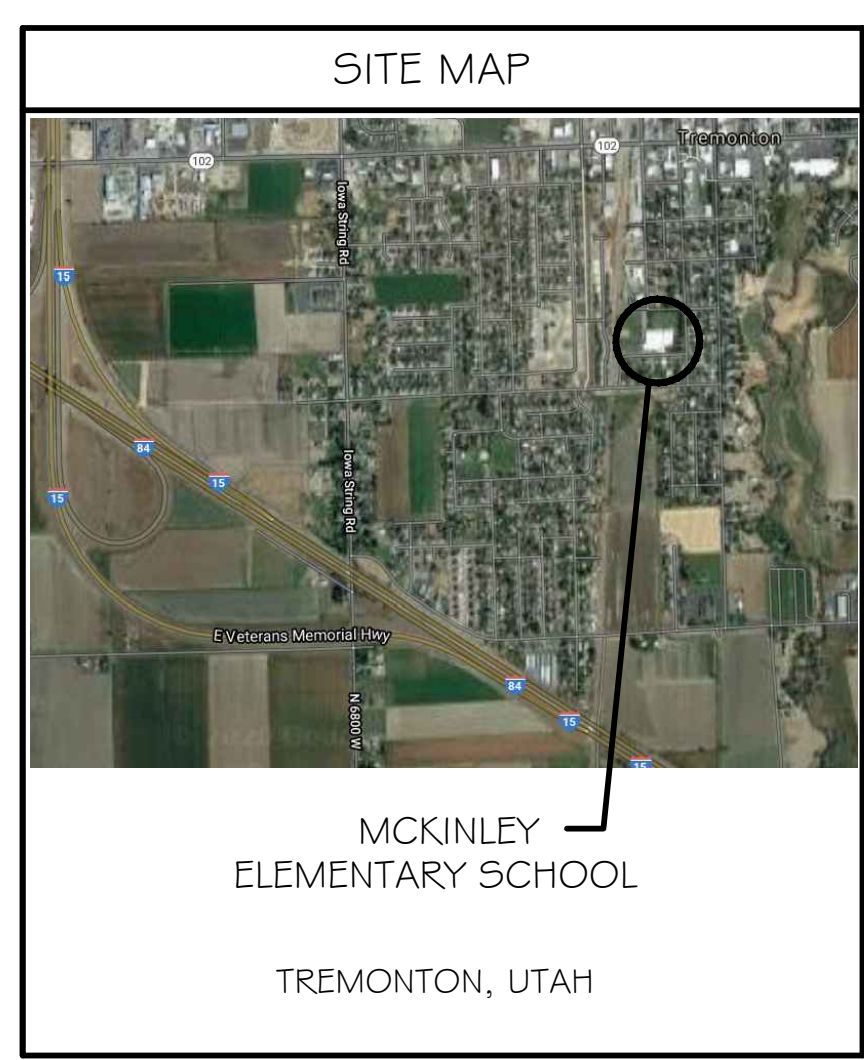 SITE MAP
Tremonton
102
102
Iowa String Rd
15
84
15
Iowa String Rd
15
E Veterans Memorial Hwy
84
N 6800 W
15
15
MCKINLEY
ELEMENTARY SCHOOL
TREMONTON, UTAH